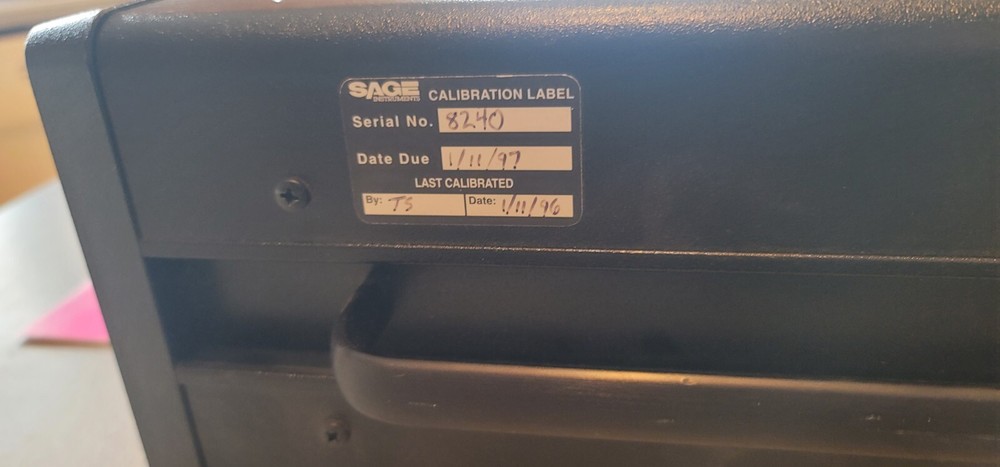 SAGE INSTRUMENTS CALIBRATION LABEL
Serial No. 8240
Date Due 1/11/97
LAST CALIBRATED
By: TS Date: 1/11/96